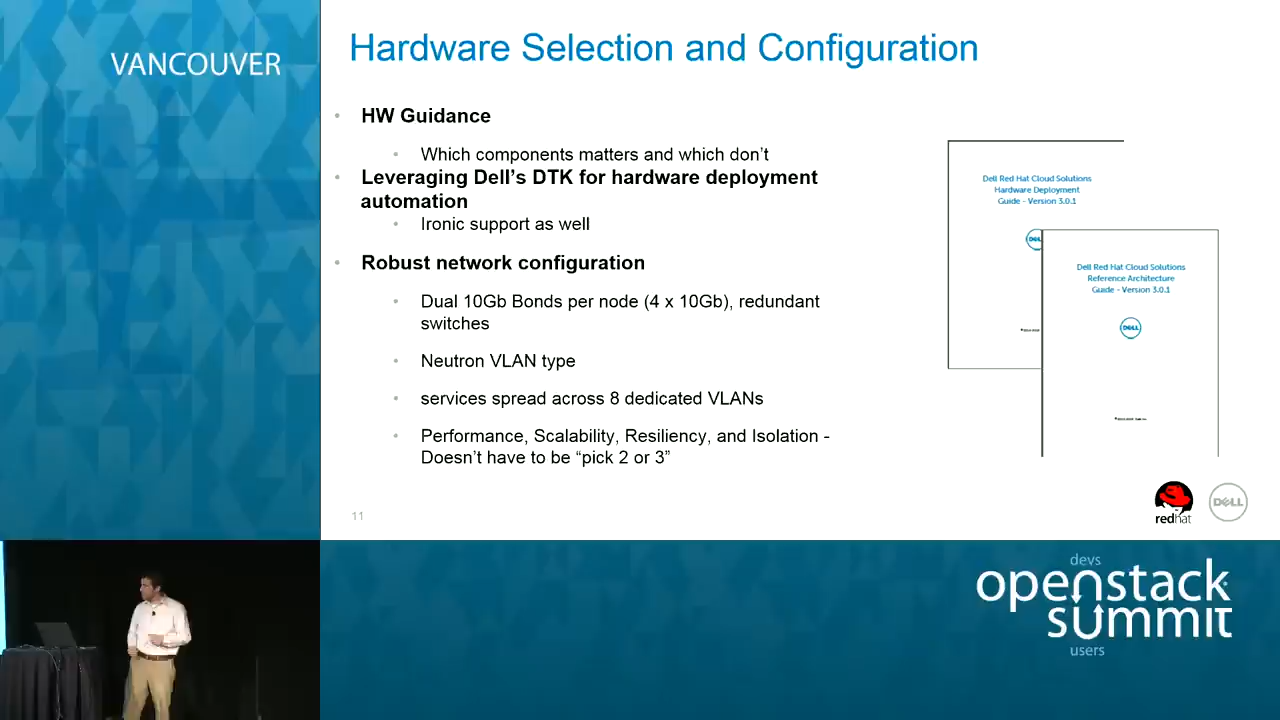 VANCOUVER
Hardware Selection and Configuration
• HW Guidance
• Which components matters and which don't
• Leveraging Dell's DTK for hardware deployment
automation
• Ironic support as well
• Robust network configuration
• Dual 10Gb Bonds per node (4 x 10Gb), redundant
switches
• Neutron VLAN type
• services spread across 8 dedicated VLANs
• Performance, Scalability, Resiliency, and Isolation -
Doesn't have to be “pick 2 or 3”
Dell Red Hat Cloud Solutions
Hardware Deployment
Guide - Version 3.0.1
DELL
Dell Red Hat Cloud Solutions
Reference Architecture
Guide - Version 3.0.1
DELL
11
redhat
DELL
devs
openstack
summit
users